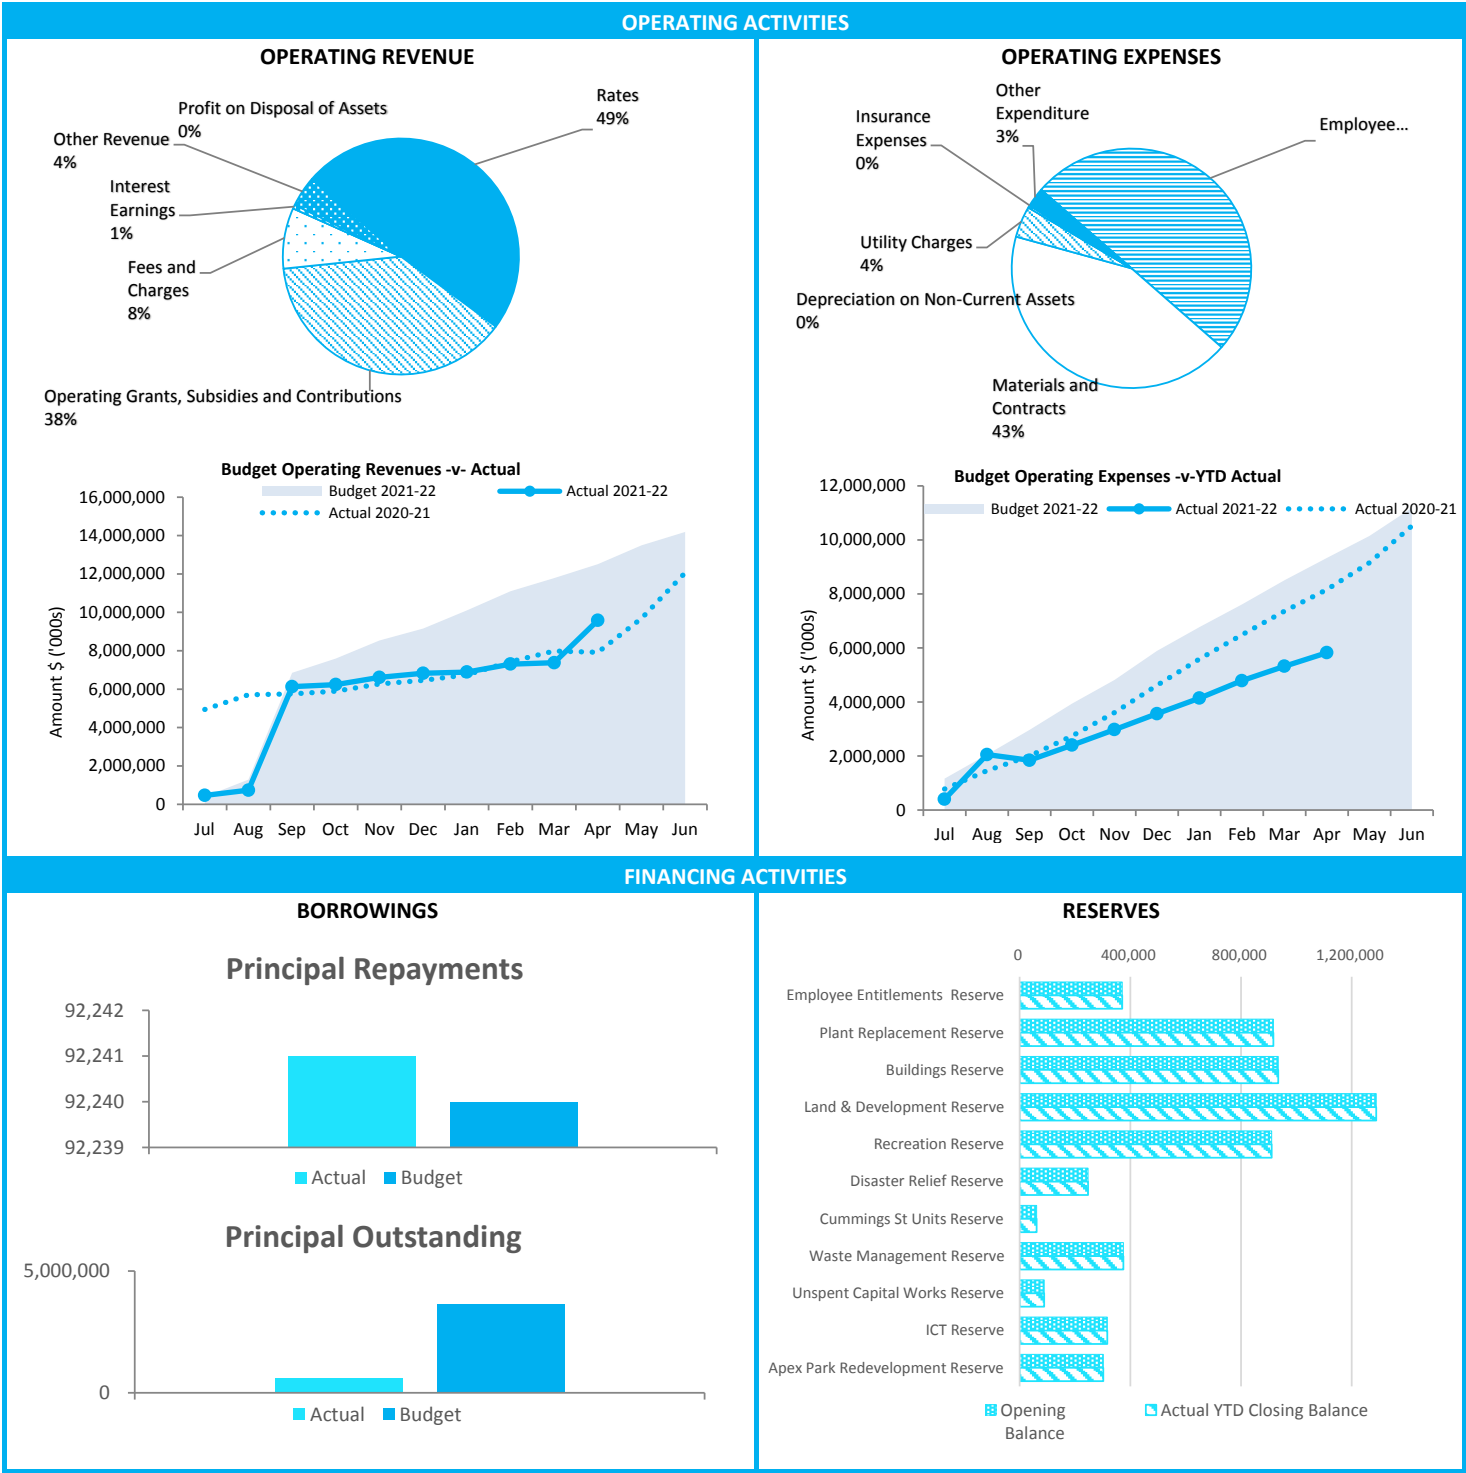 OPERATING ACTIVITIES
OPERATING REVENUE
Profit on Disposal of Assets
0%
Rates
49%
Other Revenue
4%
Interest
Earnings
1%
Fees and
Charges
8%
Operating Grants, Subsidies and Contributions
38%
OPERATING EXPENSES
Other
Expenditure
3%
Insurance
Expenses
0%
Employee...
Utility Charges
4%
Depreciation on Non-Current Assets
0%
Materials and
Contracts
43%
Budget Operating Revenues -v- Actual
Budget 2021-22
Actual 2021-22
Actual 2020-21
Amount $ ('000s)
16,000,000
14,000,000
12,000,000
10,000,000
8,000,000
6,000,000
4,000,000
2,000,000
0
Jul Aug Sep Oct Nov Dec Jan Feb Mar Apr May Jun
Budget Operating Expenses -v-YTD Actual
Budget 2021-22 Actual 2021-22 Actual 2020-21
Amount $ ('000s)
12,000,000
10,000,000
8,000,000
6,000,000
4,000,000
2,000,000
0
Jul Aug Sep Oct Nov Dec Jan Feb Mar Apr May Jun
FINANCING ACTIVITIES
BORROWINGS
Principal Repayments
92,242
92,241
92,240
92,239
Actual Budget
Principal Outstanding
5,000,000
0
Actual Budget
RESERVES
0 400,000 800,000 1,200,000
Employee Entitlements Reserve
Plant Replacement Reserve
Buildings Reserve
Land & Development Reserve
Recreation Reserve
Disaster Relief Reserve
Cummings St Units Reserve
Waste Management Reserve
Unspent Capital Works Reserve
ICT Reserve
Apex Park Redevelopment Reserve
Opening
Balance
Actual YTD Closing Balance